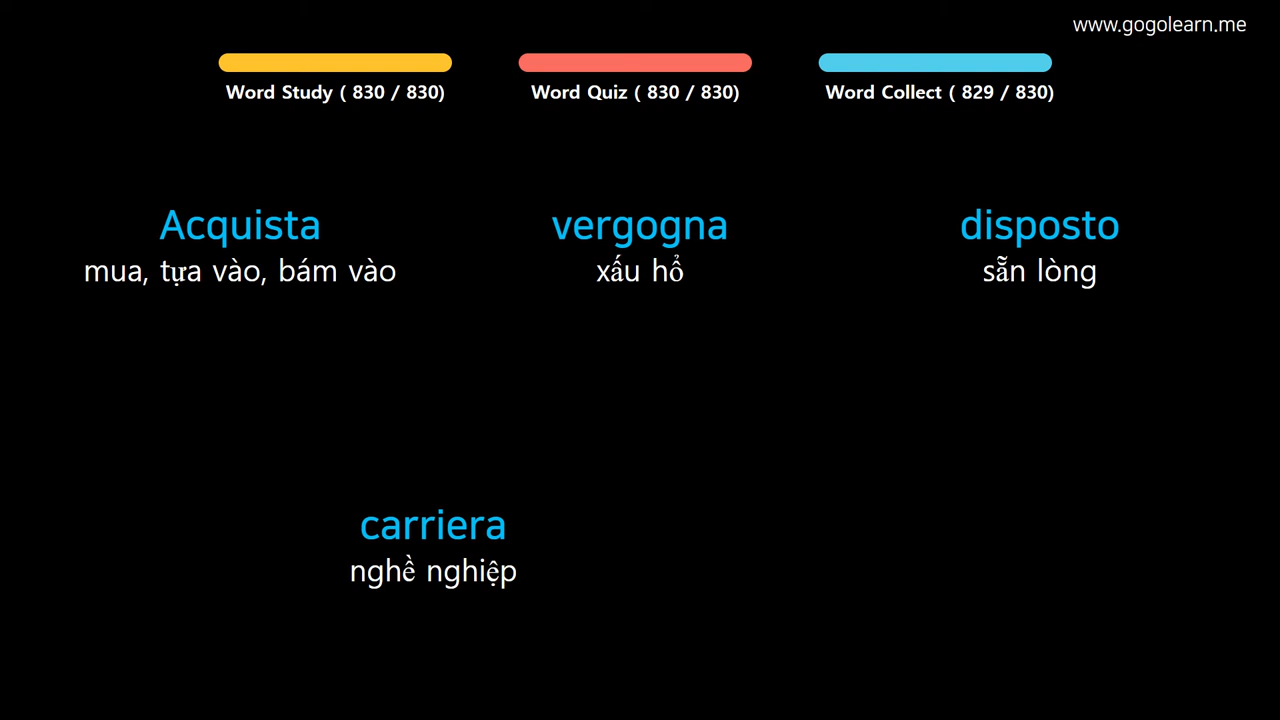 www.gogolearn.me
Word Study ( 830 / 830)
Word Quiz ( 830 / 830)
Word Collect ( 829 / 830)
Acquista
mua, tựa vào, bám vào
vergogna
xấu hổ
disposto
sẵn lòng
carriera
nghề nghiệp